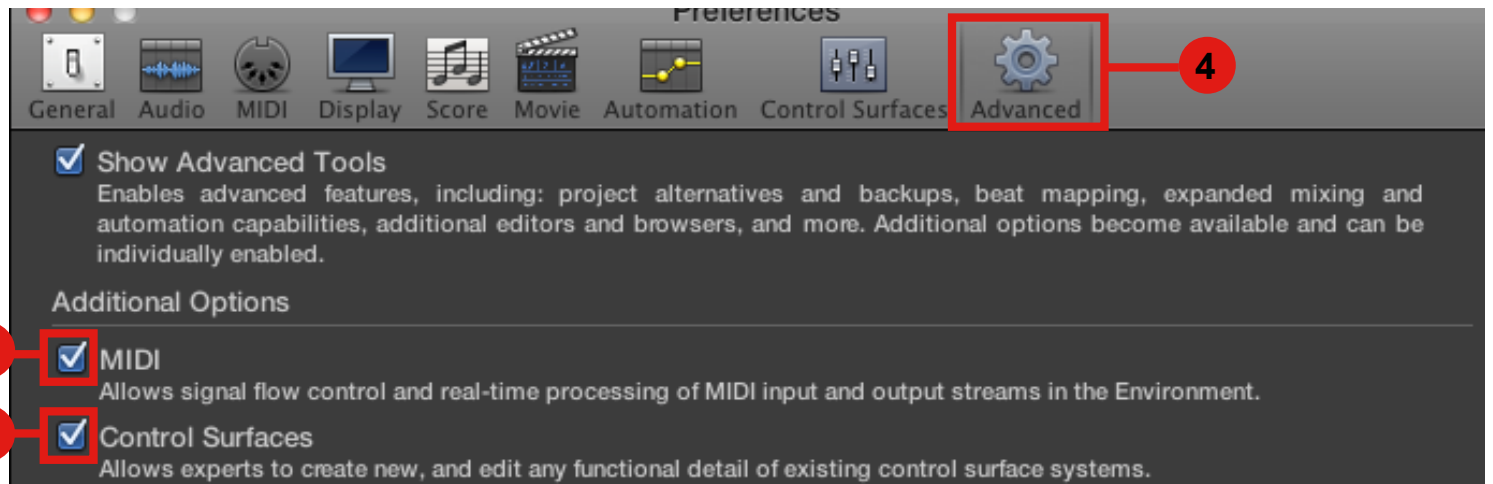 Preferences
General Audio MIDI Display Score Movie Automation Control Surfaces Advanced
4
Show Advanced Tools
Enables advanced features, including: project alternatives and backups, beat mapping, expanded mixing and
automation capabilities, additional editors and browsers, and more. Additional options become available and can be
individually enabled.
Additional Options
MIDI
Allows signal flow control and real-time processing of MIDI input and output streams in the Environment.
Control Surfaces
Allows experts to create new, and edit any functional detail of existing control surface systems.